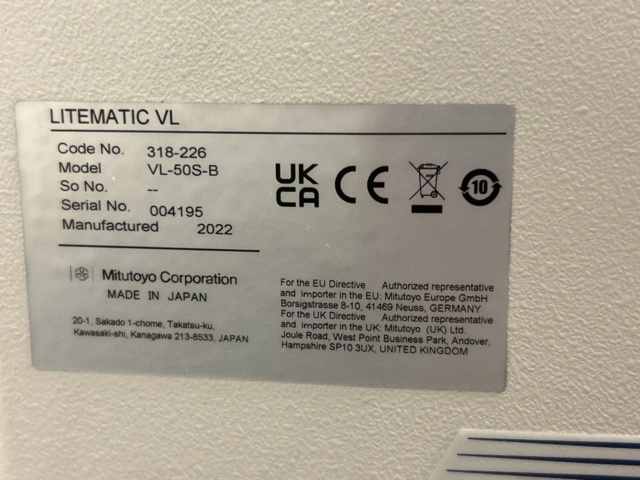 LITEMATIC VL
Code No. 318-226
Model VL-50S-B
So No. --
Serial No. 004195
Manufactured 2022
UK
CA CE 10
Mitutoyo Corporation
MADE IN JAPAN
20-1, Sakado 1-chome, Takatsu-ku,
Kawasaki-shi, Kanagawa 213-8533, JAPAN
For the EU Directive Authorized representative
and importer in the EU: Mitutoyo Europe GmbH
Borsigstrasse 8-10, 41469 Neuss, GERMANY
For the UK Directive Authorized representative
and importer in the UK: Mitutoyo (UK) Ltd.
Joule Road, West Point Business Park, Andover,
Hampshire SP10 3UX, UNITED KINGDOM